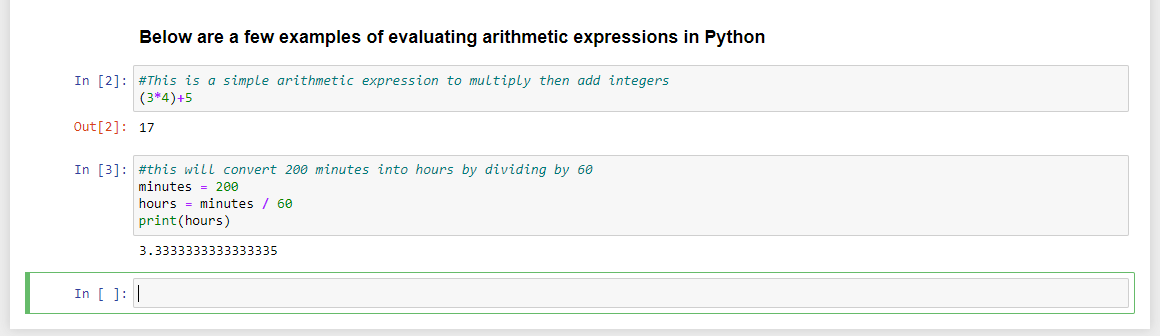 Below are a few examples of evaluating arithmetic expressions in Python
In [2]: #This is a simple arithmetic expression to multiply then add integers
(3*4)+5
Out[2]: 17
In [3]: #this will convert 200 minutes into hours by dividing by 60
minutes = 200
hours = minutes / 60
print(hours)
3.3333333333333335
In [ ]: